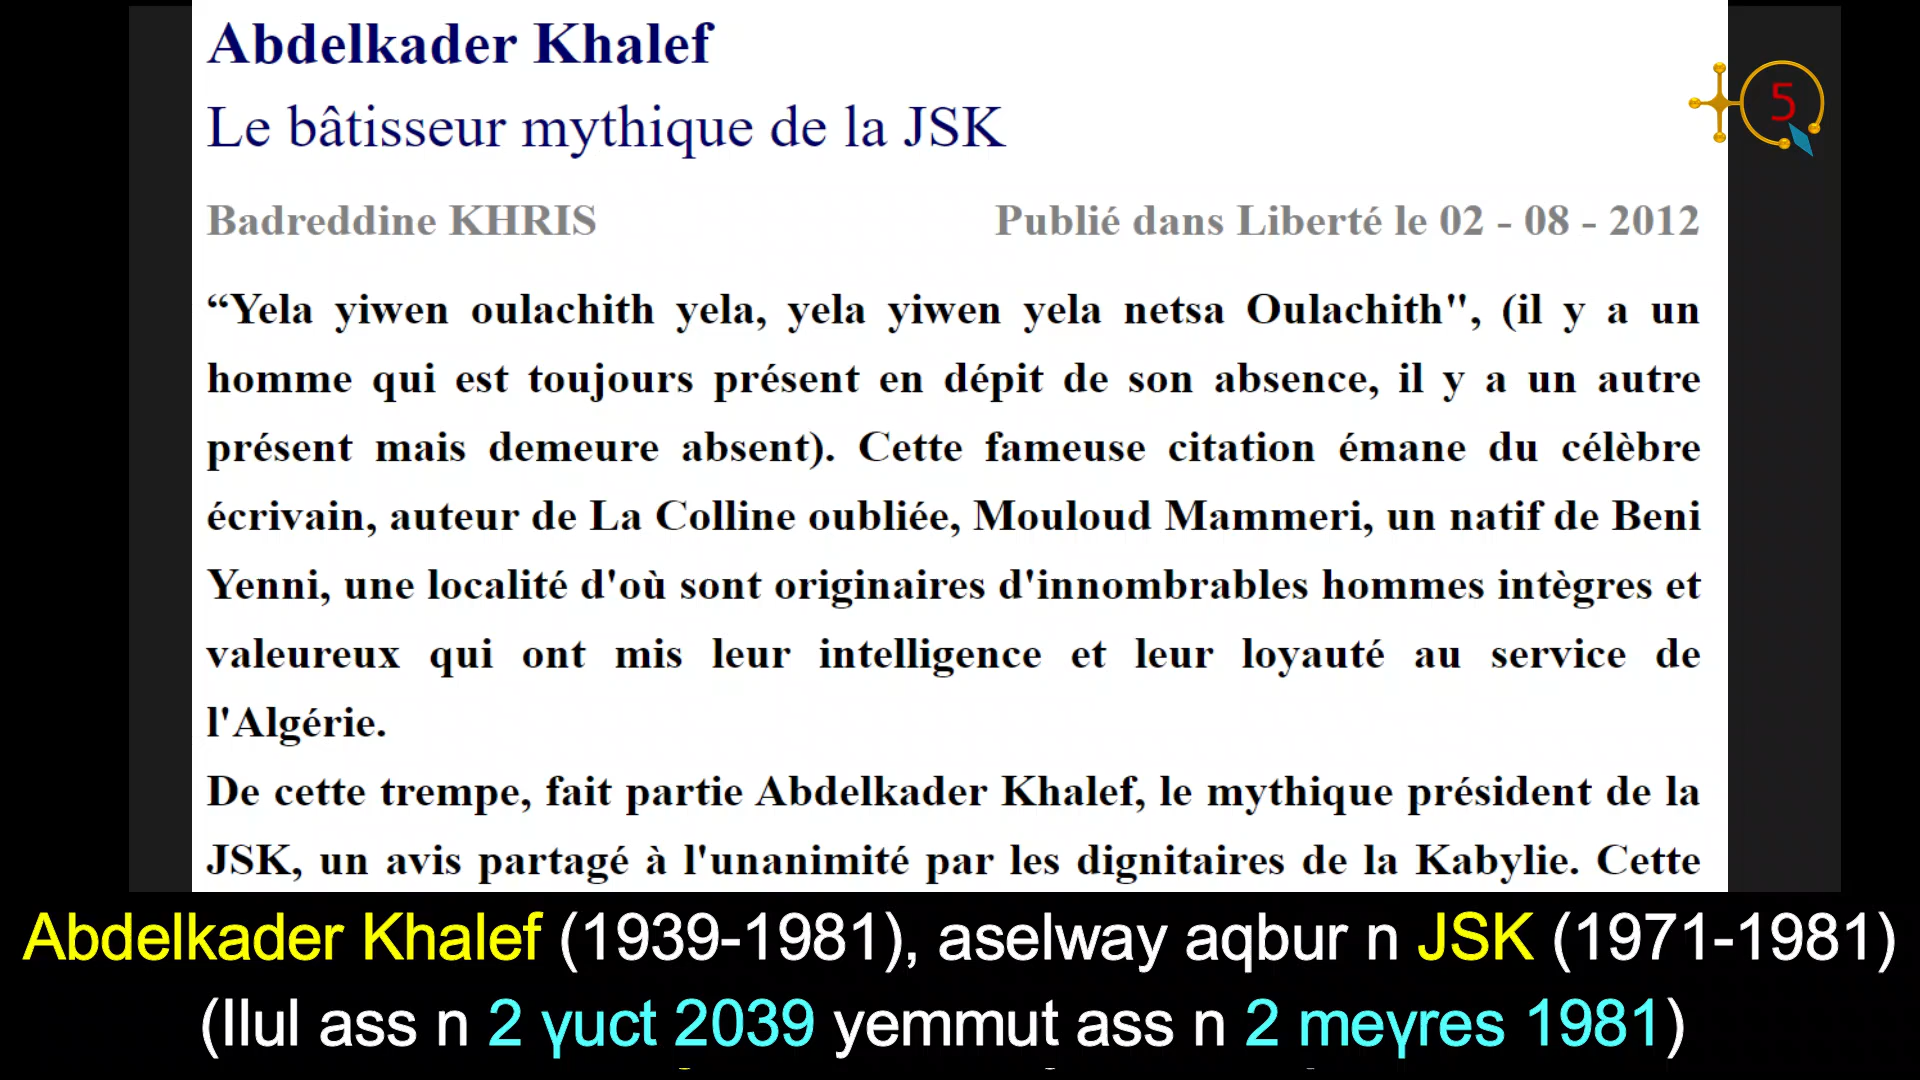 Abdelkader Khalef
Le bâtisseur mythique de la JSK
Badreddine KHRIS Publié dans Liberté le 02 - 08 - 2012
“Yela yiwen oulachith yela, yela yiwen yela netsa Oulachith", (il y a un
homme qui est toujours présent en dépit de son absence, il y a un autre
présent mais demeure absent). Cette fameuse citation émane du célèbre
écrivain, auteur de La Colline oubliée, Mouloud Mammeri, un natif de Beni
Yenni, une localité d'où sont originaires d'innombrables hommes intègres et
valeureux qui ont mis leur intelligence et leur loyauté au service de
l'Algérie.
De cette trempe, fait partie Abdelkader Khalef, le mythique président de la
JSK, un avis partagé à l'unanimité par les dignitaires de la Kabylie. Cette
5
Abdelkader Khalef (1939-1981), aselway aqbur n JSK (1971-1981)
(Ilul ass n 2 γuct 2039 yemmut ass n 2 meγres 1981)